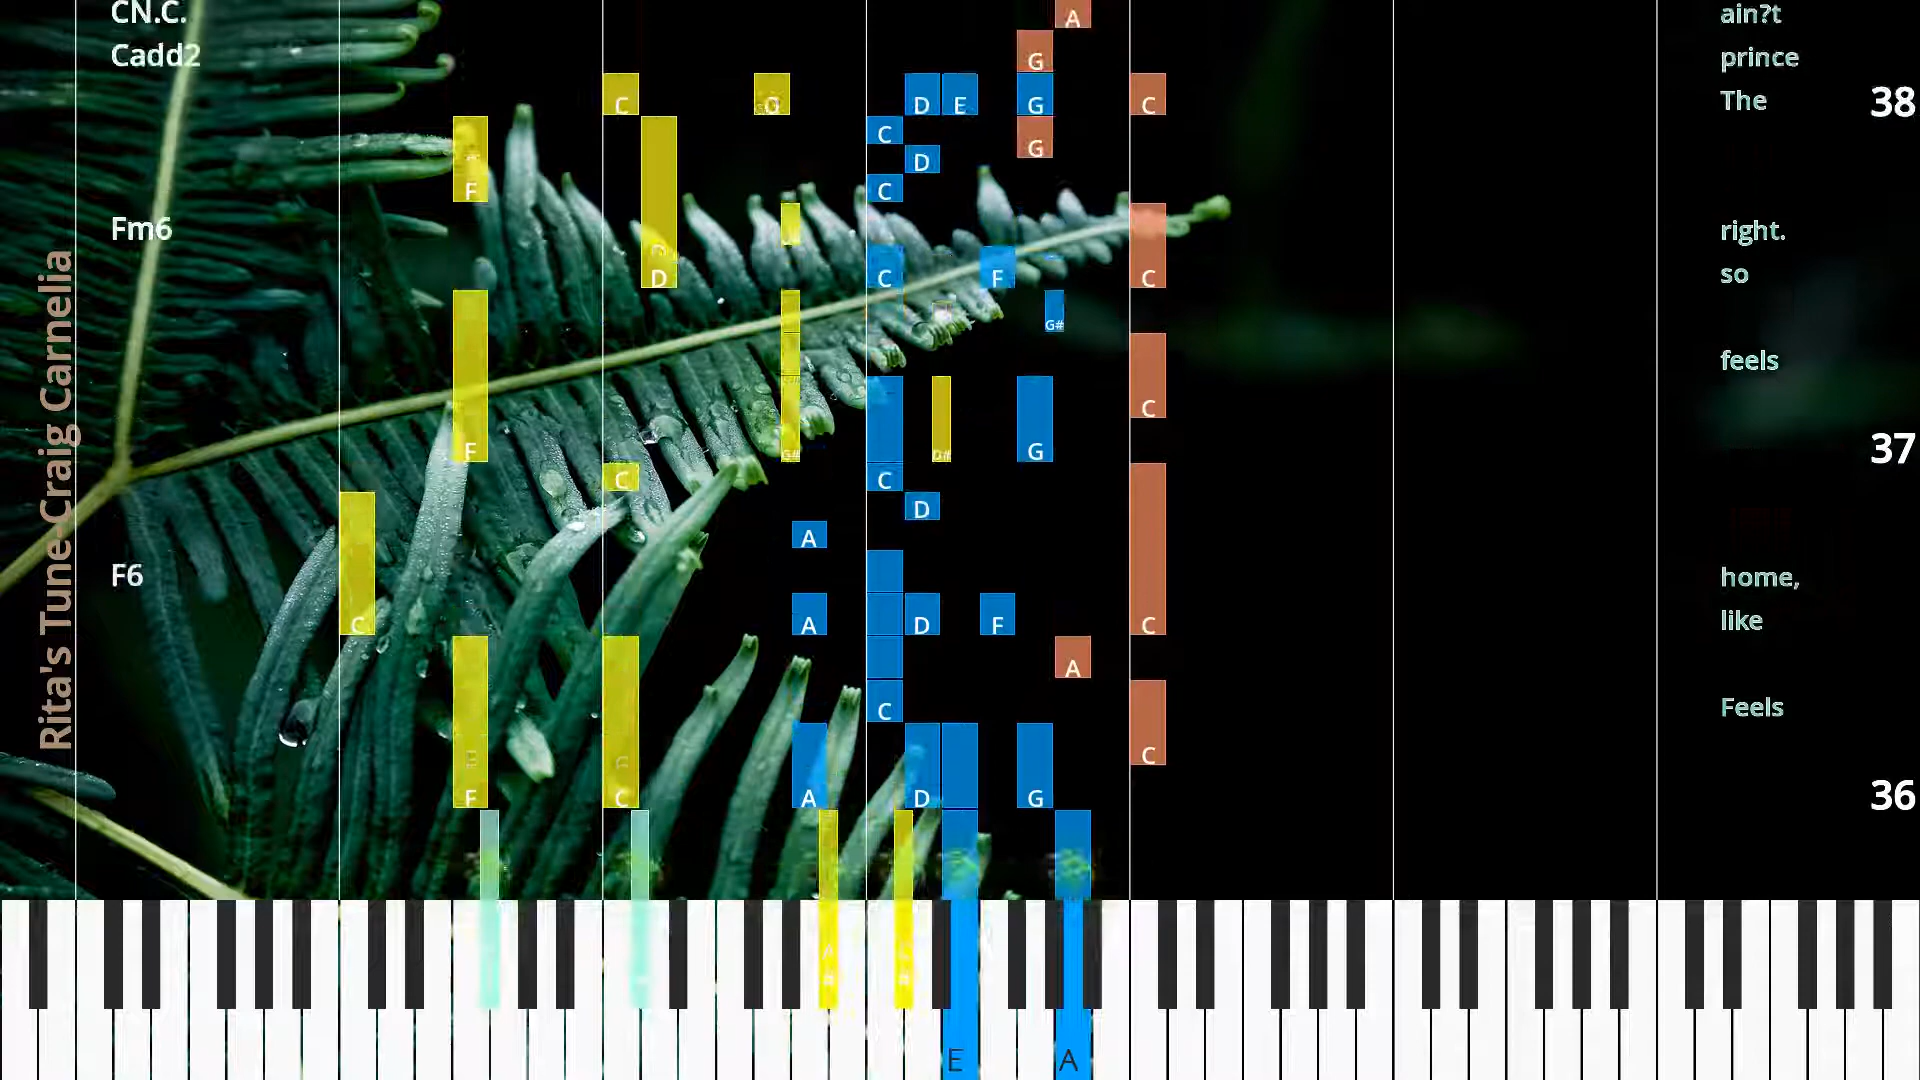 Rita's Tune-Craig Carnelia
CN.C.
Cadd2
Fm6
F6
ain?t
prince
The
38
right.
so
feels
37
home,
like
Feels
36
A
G
C
D E G C
C
G
D
F
C
D
C F
C
G#
C
F
G#
D#
G
C
C
D
A
C
A
D
F
C
A
C
C
F
C
A
D
G
E
A